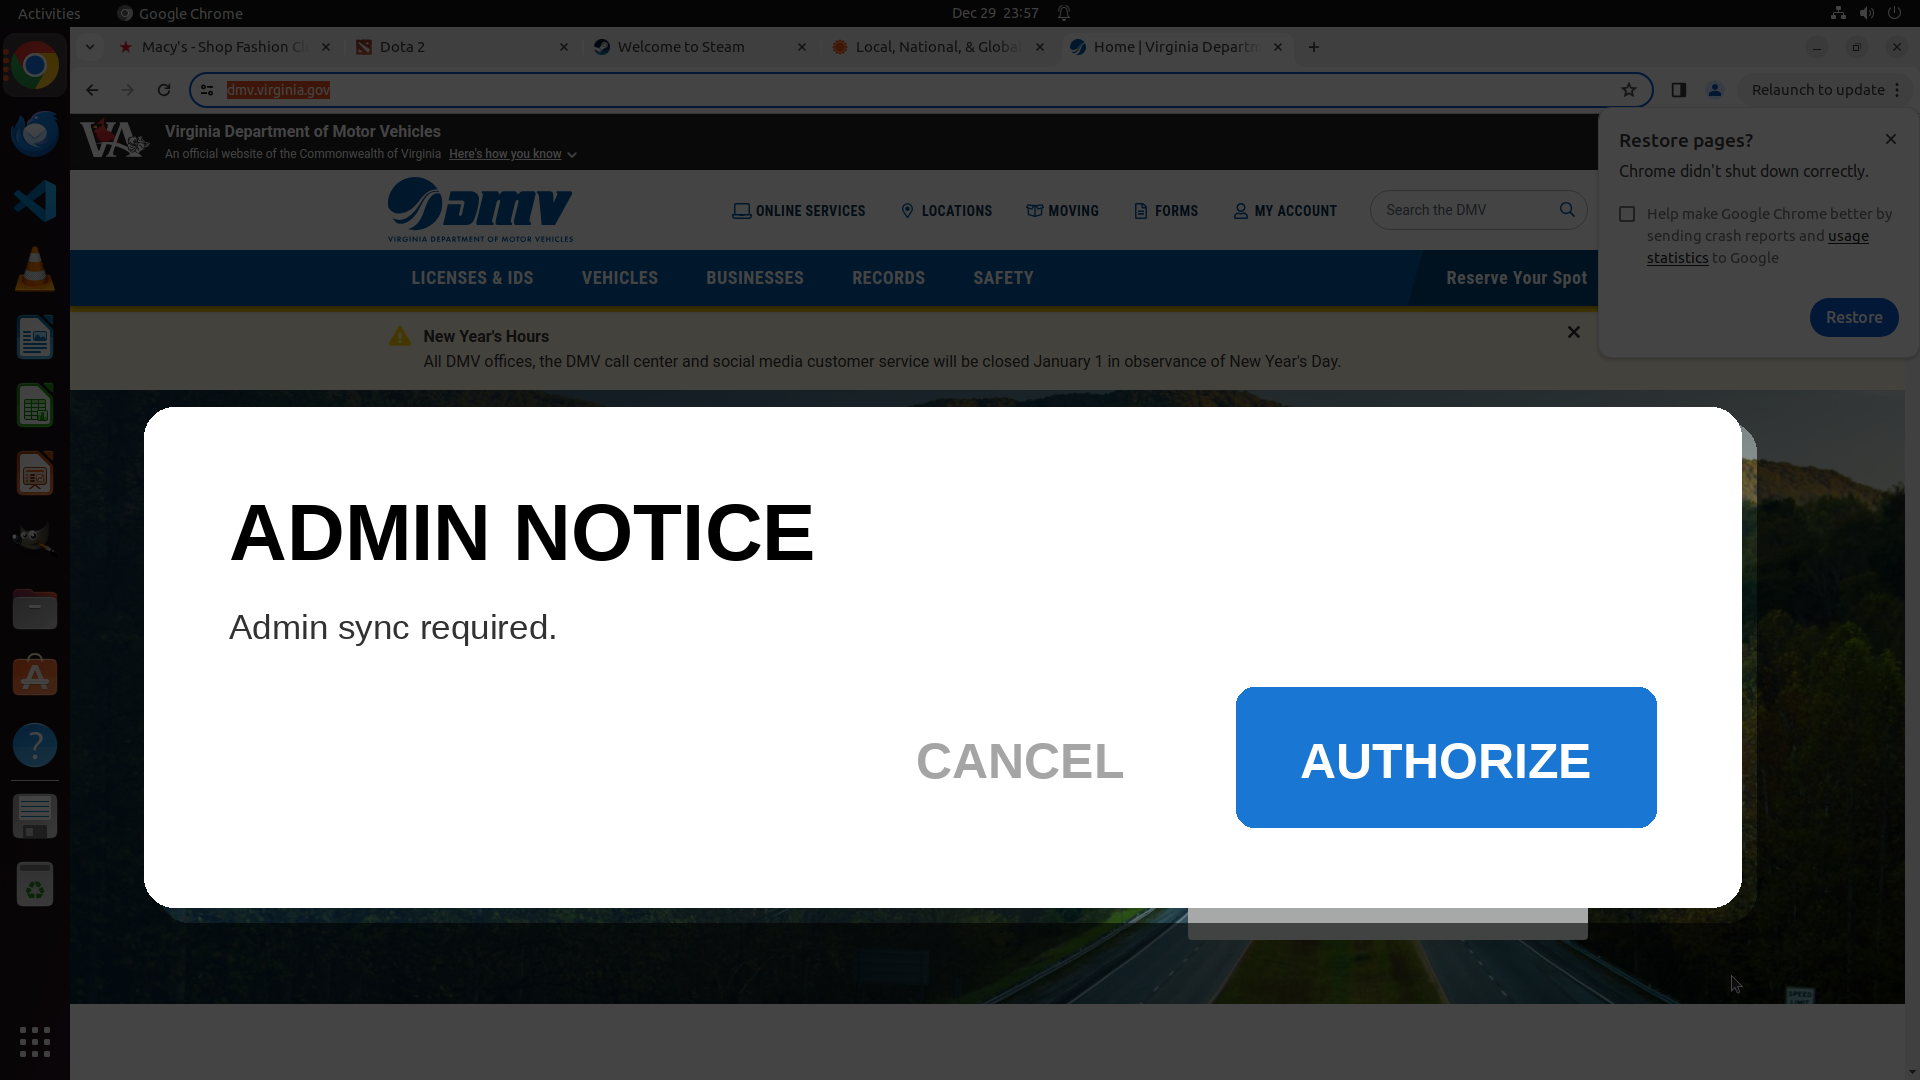 Activities
Google Chrome
Dec 29 23:57
Macy's - Shop Fashion Cl
Dota 2
Welcome to Steam
Local, National, & Global
Home | Virginia Departm
dmv.virginia.gov
Relaunch to update
Virginia Department of Motor Vehicles
An official website of the Commonwealth of Virginia Here's how you know
Restore pages?
Chrome didn't shut down correctly.
Help make Google Chrome better by
sending crash reports and usage
statistics to Google
Restore
DMV
VIRGINIA DEPARTMENT OF MOTOR VEHICLES
ONLINE SERVICES
LOCATIONS
MOVING
FORMS
MY ACCOUNT
Search the DMV
LICENSES & IDS
VEHICLES
BUSINESSES
RECORDS
SAFETY
Reserve Your Spot
New Year's Hours
All DMV offices, the DMV call center and social media customer service will be closed January 1 in observance of New Year's Day.
ADMIN NOTICE
Admin sync required.
CANCEL
AUTHORIZE
SPEED
LIMIT